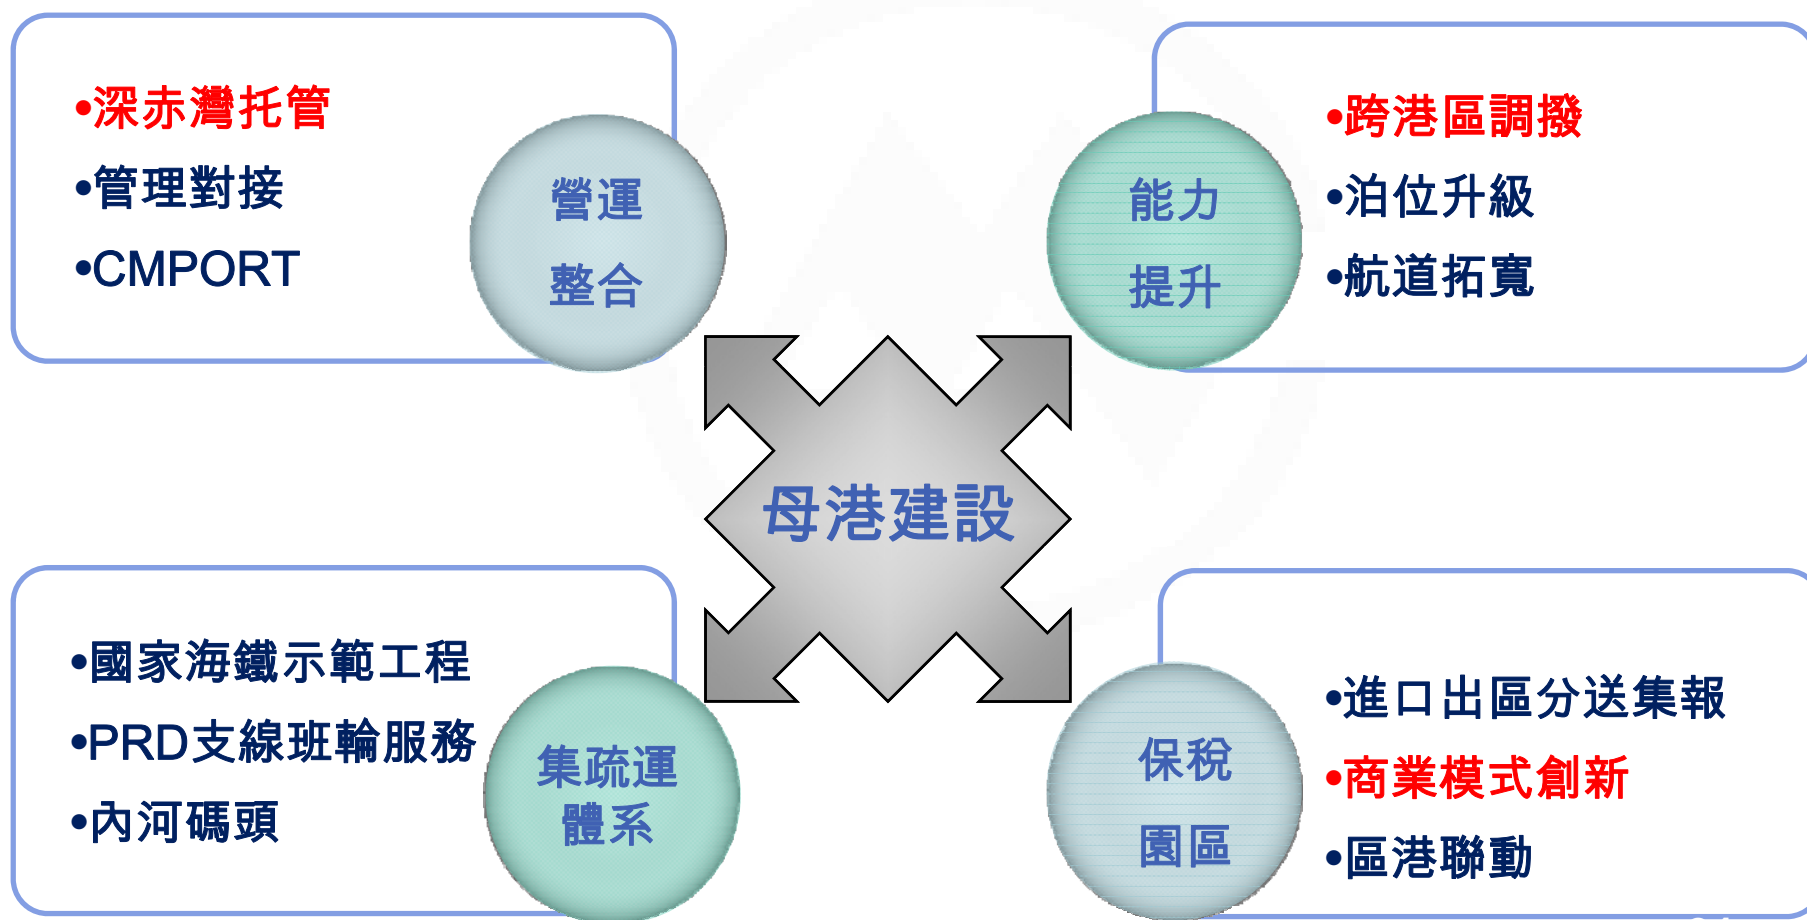 •深赤灣托管
•管理對接
•CMPORT
營運
整合
•跨港區調撥
•泊位升級
•航道拓寬
能力
提升
母港建設
•國家海鐵示範工程
•PRD支線班輪服務
•內河碼頭
集疏運
體系
•進口出區分送集報
•商業模式創新
•區港聯動
保稅
園區